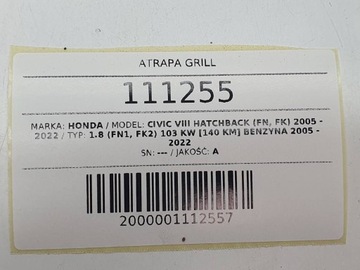 ATRAPA GRILL
111255
MARKA: HONDA / MODEL: CIVIC VIII HATCHBACK (FN, FK) 2005 -
2022 / TYP: 1.8 (FN1, FK2) 103 KW [140 KM] BENZYNA 2005 -
2022
SN: --- / JAKOŚĆ: A
2000001112557